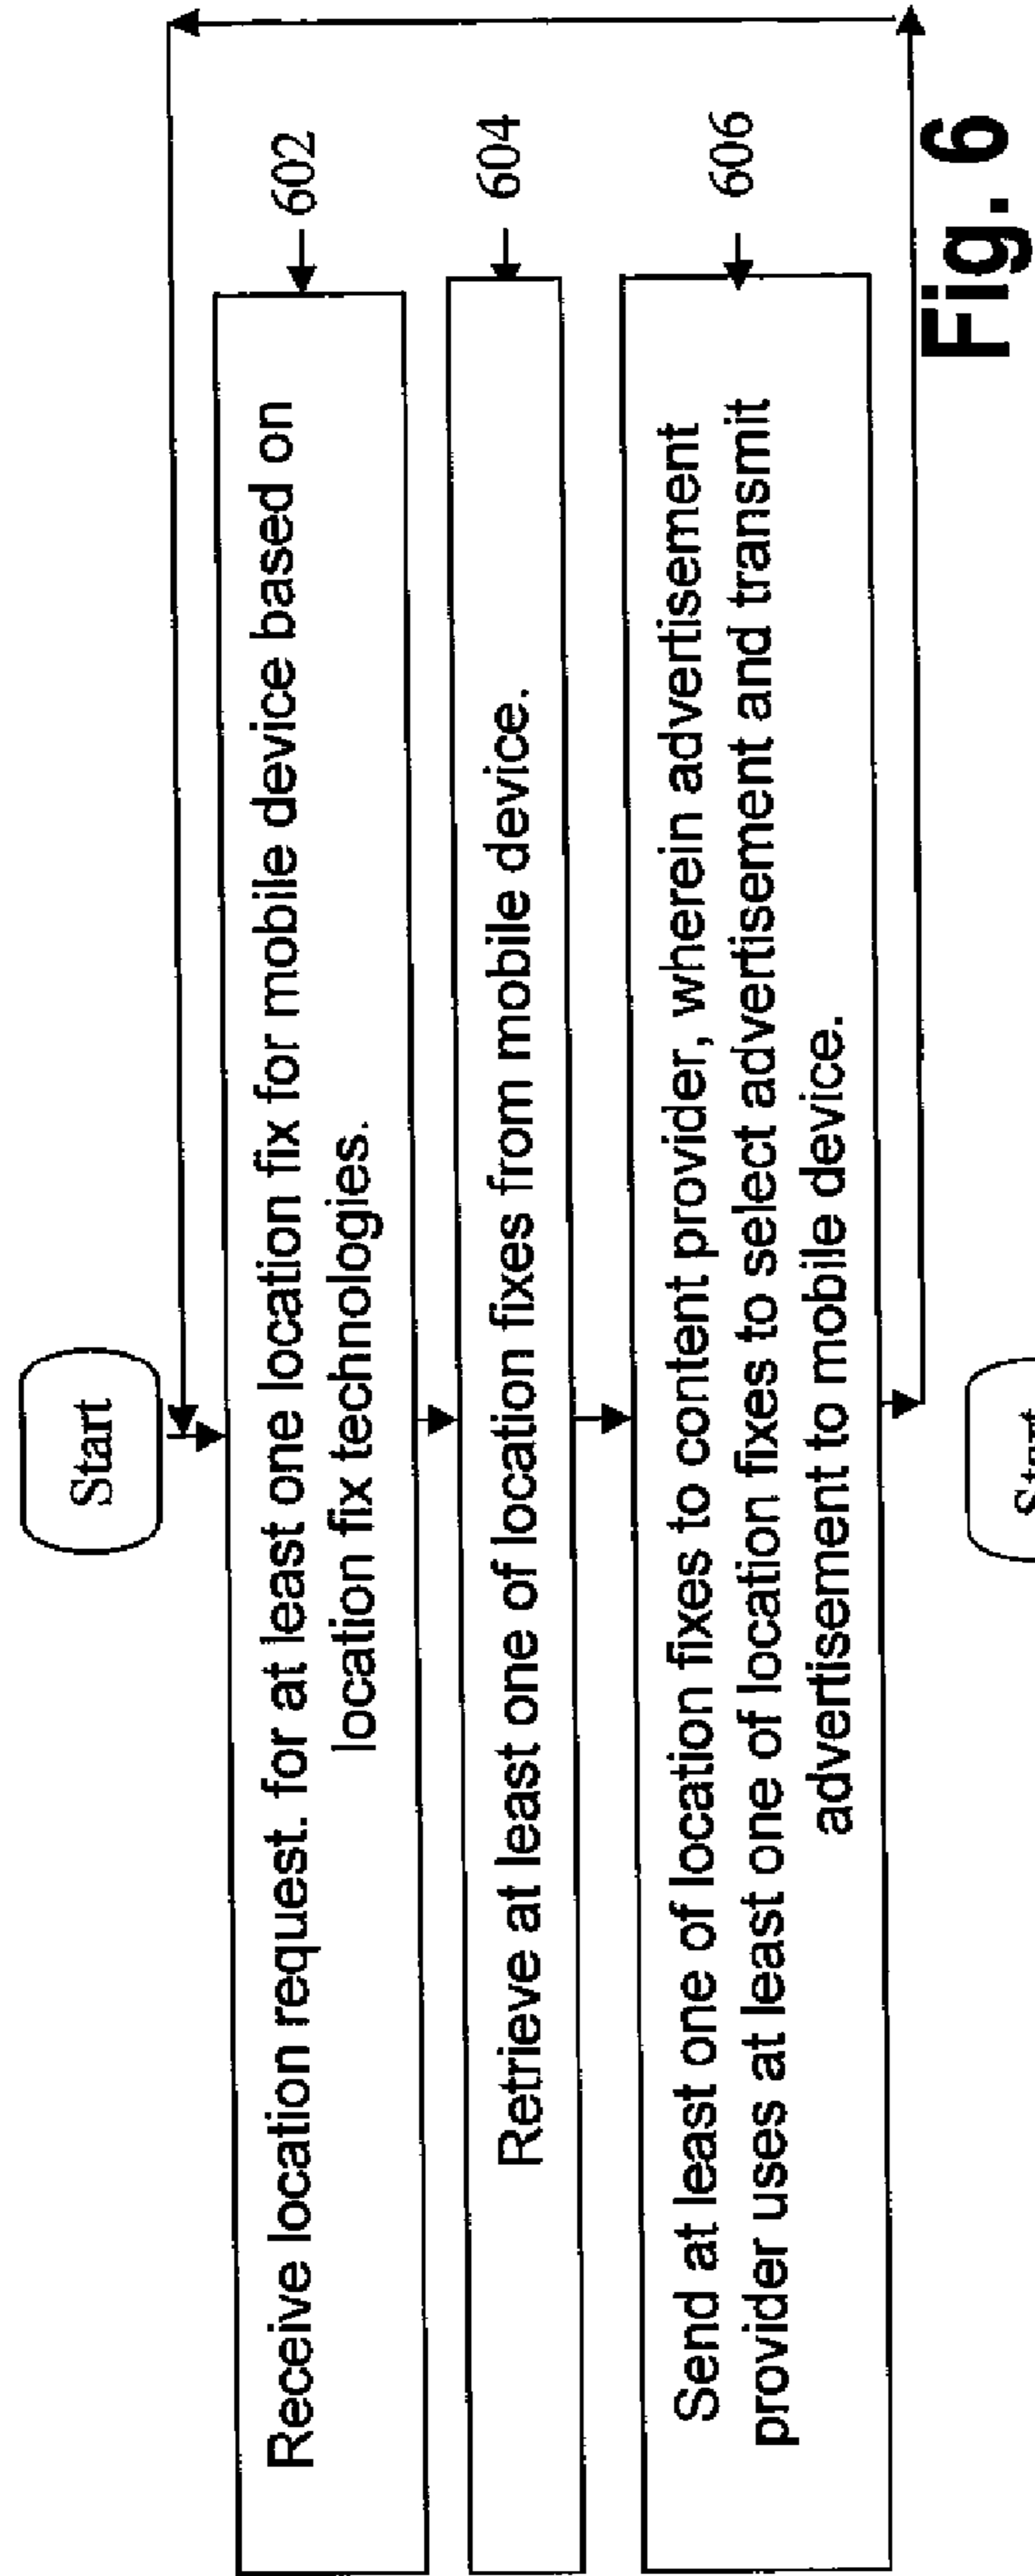 Start
Receive location request. for at least one location fix for mobile device based on
location fix technologies.
602
Retrieve at least one of location fixes from mobile device.
604
Send at least one of location fixes to content provider, wherein advertisement
provider uses at least one of location fixes to select advertisement and transmit
advertisement to mobile device.
606
Fig. 6